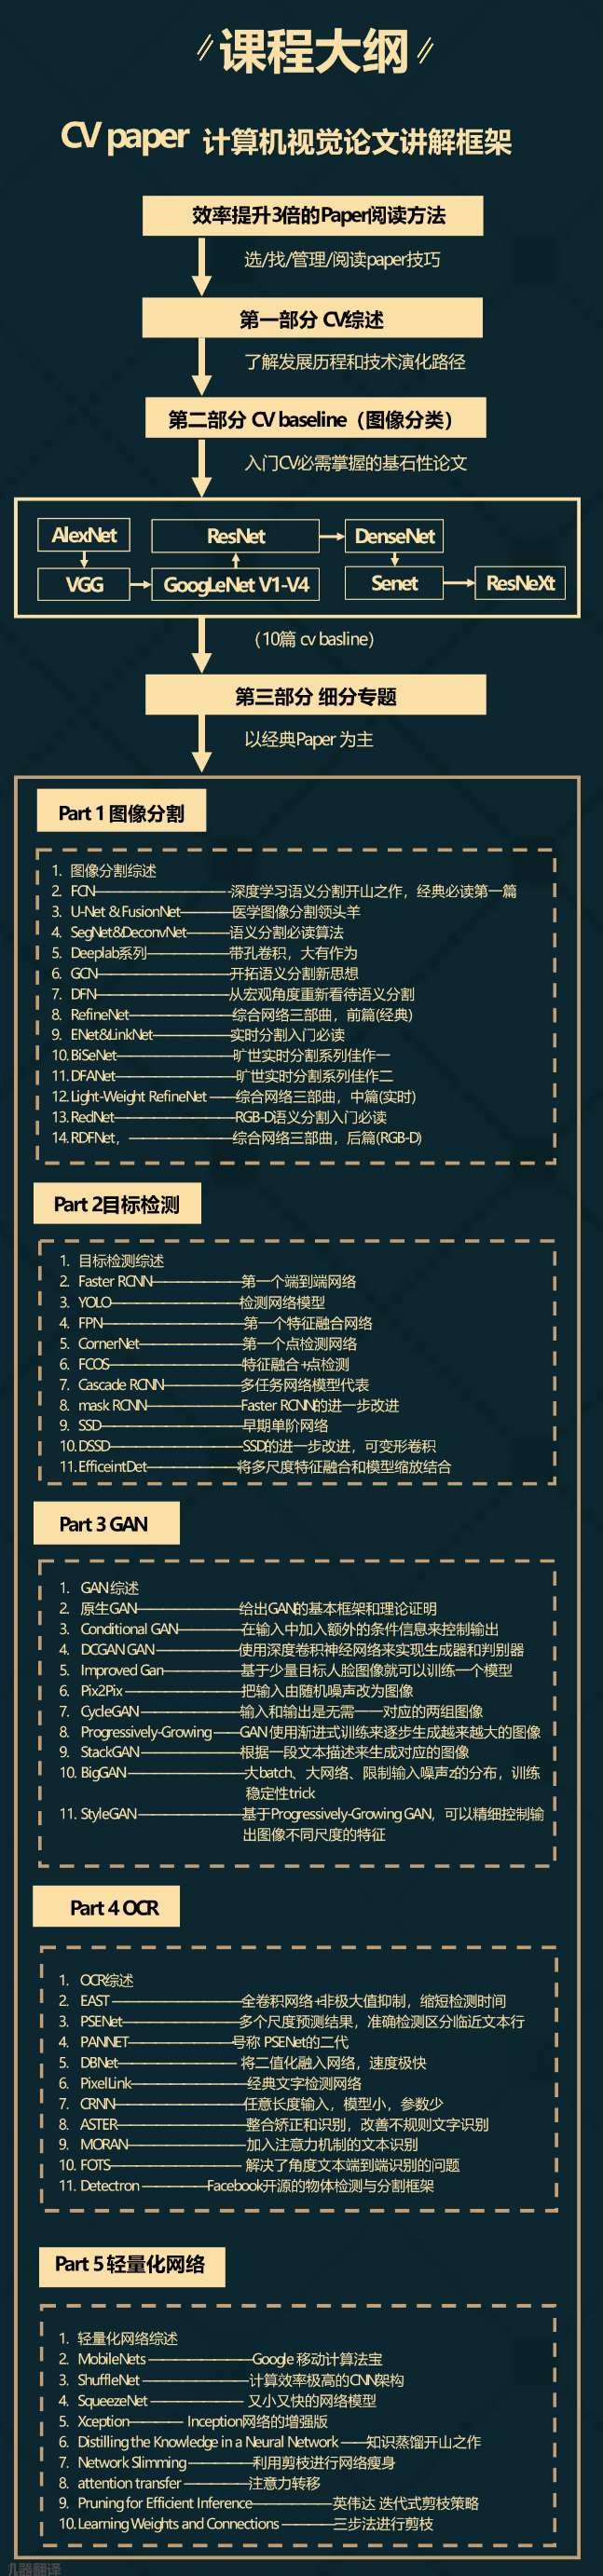 课程大纲
CV paper 计算机视觉论文讲解框架
效率提升3倍的Paper阅读方法
选/找/管理/阅读paper技巧
第一部分 CV综述
了解发展历程和技术演化路径
第二部分 CV baseline（图像分类）
入门CV必需掌握的基石性论文
AlexNet
ResNet
DenseNet
VGG
GoogLeNet V1-V4
Senet
ResNeXt
（10篇 cv basline）
第三部分 细分专题
以经典Paper 为主
Part 1 图像分割
1. 图像分割综述
2. FCN——————————-深度学习语义分割开山之作，经典必读第一篇
3. U-Net & FusionNet————医学图像分割领头羊
4. SegNet&DeconvNet———语义分割必读算法
5. Deeplab系列——————带孔卷积，大有作为
6. GCN——————————开拓语义分割新思想
7. DFN——————————从宏观角度重新看待语义分割
8. RefineNet————————综合网络三部曲，前篇(经典)
9. ENet&LinkNet——————实时分割入门必读
10. BiSeNet————————旷世实时分割系列佳作一
11. DFANet————————旷世实时分割系列佳作二
12. Light-Weight RefineNet ——综合网络三部曲，中篇(实时)
13. RedNet————————RGB-D语义分割入门必读
14. RDFNet，————————综合网络三部曲，后篇(RGB-D)
Part 2目标检测
1. 目标检测综述
2. Faster RCNN——————第一个端到端网络
3. YOLO—————————检测网络模型
4. FPN——————————第一个特征融合网络
5. CornerNet———————第一个点检测网络
6. FCOS—————————特征融合+点检测
7. Cascade RCNN—————多任务网络模型代表
8. mask RCNN——————Faster RCNN的进一步改进
9. SSD——————————早期单阶网络
10. DSSD—————————SSD的进一步改进，可变形卷积
11. EfficeintDet——————将多尺度特征融合和模型缩放结合
Part 3 GAN
1. GAN 综述
2. 原生GAN———————给出GAN的基本框架和理论证明
3. Conditional GAN————在输入中加入额外的条件信息来控制输出
4. DCGAN GAN ——————使用深度卷积神经网络来实现生成器和判别器
5. Improved Gan—————基于少量目标人脸图像就可以训练一个模型
6. Pix2Pix ————————把输入由随机噪声改为图像
7. CycleGAN ———————输入和输出是无需一一对应的两组图像
8. Progressively-Growing ——GAN 使用渐进式训练来逐步生成越来越大的图像
9. StackGAN ———————根据一段文本描述来生成对应的图像
10. BigGAN ————————大batch、大网络、限制输入噪声z的分布，训练
稳定性trick
11. StyleGAN ———————基于Progressively-Growing GAN，可以精细控制输
出图像不同尺度的特征
Part 4 OCR
1. OCR综述
2. EAST —————————全卷积网络+非极大值抑制，缩短检测时间
3. PSENet————————多个尺度预测结果，准确检测区分临近文本行
4. PANNET————————号称 PSENet的二代
5. DBNet————————— 将二值化融入网络，速度极快
6. PixelLink————————经典文字检测网络
7. CRNN—————————任意长度输入，模型小，参数少
8. ASTER—————————整合矫正和识别，改善不规则文字识别
9. MORAN————————加入注意力机制的文本识别
10. FOTS————————— 解决了角度文本端到端识别的问题
11. Detectron —————Facebook开源的物体检测与分割框架
Part 5 轻量化网络
1. 轻量化网络综述
2. MobileNets ———————Google 移动计算法宝
3. ShuffleNet ———————计算效率极高的CNN架构
4. SqueezeNet —————— 又小又快的网络模型
5. Xception———— Inception网络的增强版
6. Distilling the Knowledge in a Neural Network ——知识蒸馏开山之作
7. Network Slimming —————利用剪枝进行网络瘦身
8. attention transfer —————注意力转移
9. Pruning for Efficient Inference——————英伟达 迭代式剪枝策略
10. Learning Weights and Connections ————三步法进行剪枝
机器翻译